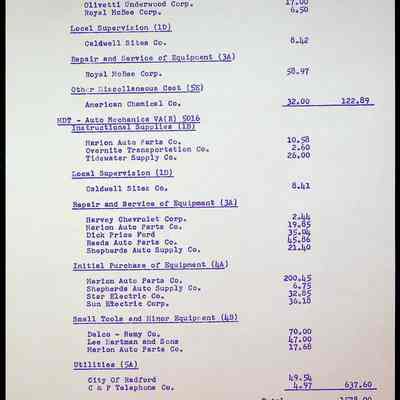 Olivetti Underwood Corp. 17.00
Royal McBee Corp. 6.50
Local Supervision (1D)
Caldwell Sites Co. 8.42
Repair and Service of Equipment (3A)
Royal McBee Corp. 58.97
Other Miscellaneous Cost (5E)
American Chemical Co. 32.00 122.89
MDT - Auto Mechanics VA(R) 5016
Instructional Supplies (1B)
Marion Auto Parts Co. 10.58
Overnite Transportation Co. 2.60
Tidewater Supply Co. 26.00
Local Supervision (1D)
Caldwell Sites Co. 8.41
Repair and Service of Equipment (3A)
Harvey Chevrolet Corp. 2.44
Marion Auto Parts Co. 19.85
Dick Price Ford 35.04
Reeds Auto Parts Co. 45.86
Shepherds Auto Supply Co. 21.40
Initial Purchase of Equipment (4A)
Marion Auto Parts Co. 200.45
Shepherds Auto Supply Co. 6.75
Star Electric Co. 32.85
Sun Electric Corp. 36.18
Small Tools and Minor Equipment (4B)
Delco - Remy Co. 70.00
Lee Hartman and Sons 47.00
Marion Auto Parts Co. 17.68
Utilities (5A)
City Of Radford 49.54
C & P Telephone Co. 4.97 637.60